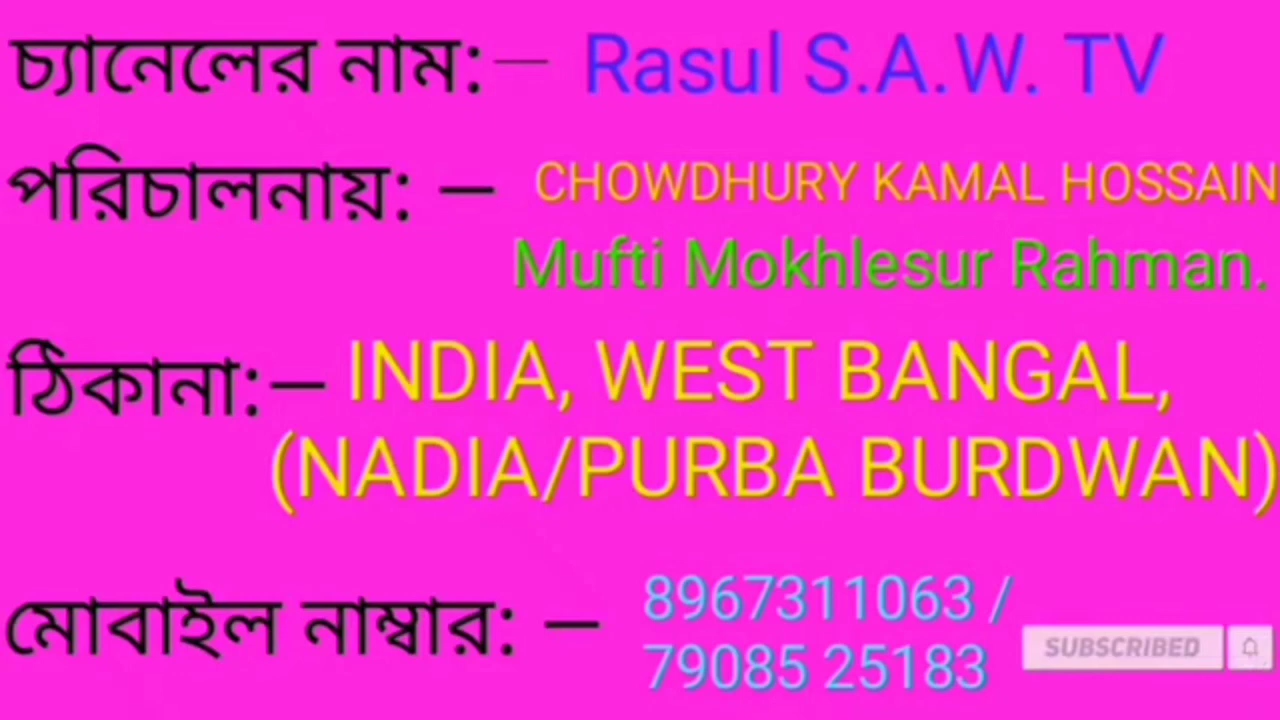 চ্যানেলের নাম:— Rasul S.A.W. TV
পরিচালনায়: — CHOWDHURY KAMAL HOSSAIN
Mufti Mokhlesur Rahman.
ঠিকানা:— INDIA, WEST BANGAL,
(NADIA/PURBA BURDWAN)
মোবাইল নাম্বার: — 8967311063 /
79085 25183
SUBSCRIBED